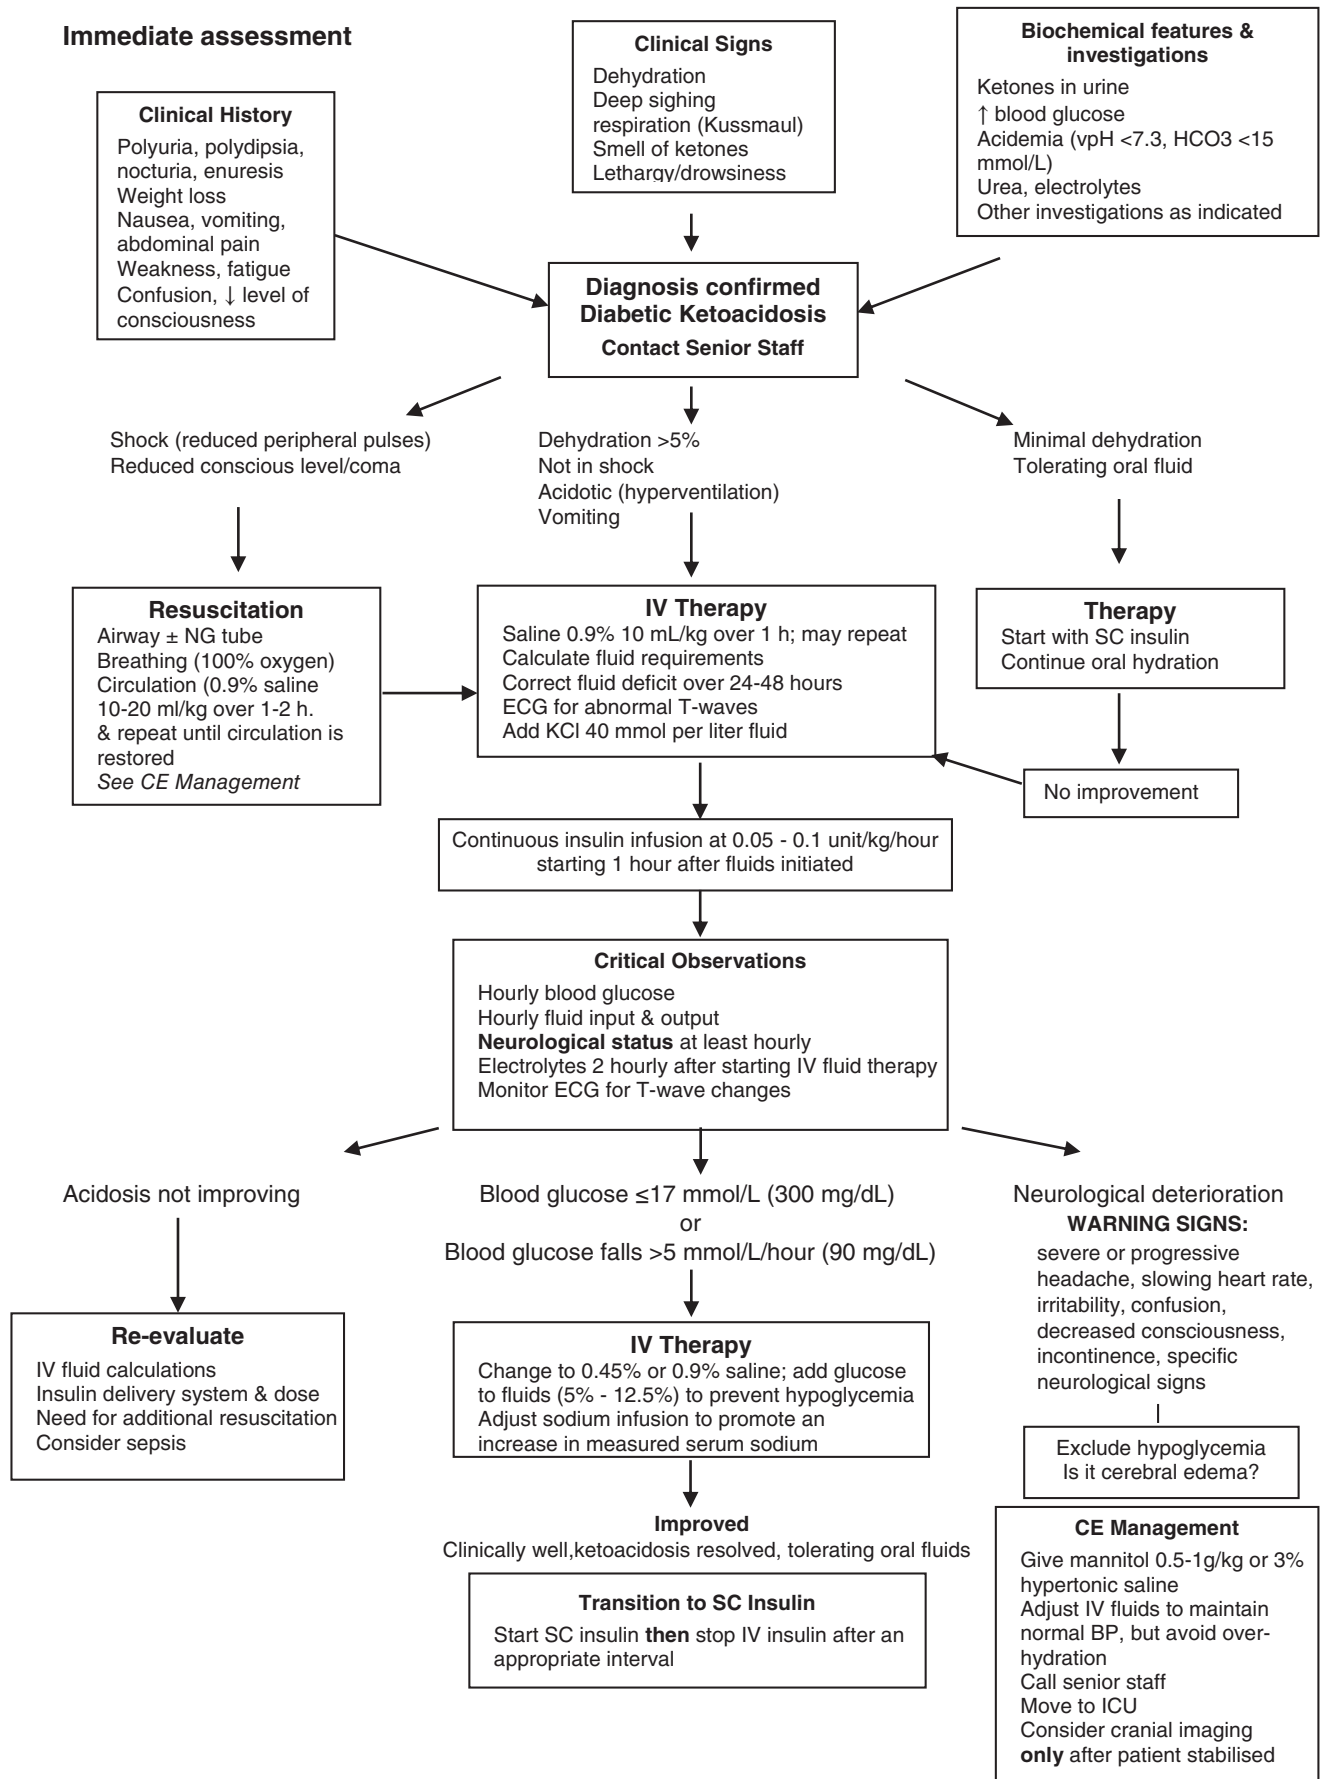 Immediate assessment
Clinical History
Polyuria, polydipsia,
nocturia, enuresis
Weight loss
Nausea, vomiting,
abdominal pain
Weakness, fatigue
Confusion, ↓ level of
consciousness
Clinical Signs
Dehydration
Deep sighing
respiration (Kussmaul)
Smell of ketones
Lethargy/drowsiness
Biochemical features &
investigations
Ketones in urine
↑ blood glucose
Acidemia (vpH <7.3, HCO3 <15
mmol/L)
Urea, electrolytes
Other investigations as indicated
Diagnosis confirmed
Diabetic Ketoacidosis
Contact Senior Staff
Shock (reduced peripheral pulses)
Reduced conscious level/coma
Dehydration >5%
Not in shock
Acidotic (hyperventilation)
Vomiting
Minimal dehydration
Tolerating oral fluid
Resuscitation
Airway ± NG tube
Breathing (100% oxygen)
Circulation (0.9% saline
10-20 ml/kg over 1-2 h.
& repeat until circulation is
restored
See CE Management
IV Therapy
Saline 0.9% 10 mL/kg over 1 h; may repeat
Calculate fluid requirements
Correct fluid deficit over 24-48 hours
ECG for abnormal T-waves
Add KCl 40 mmol per liter fluid
Therapy
Start with SC insulin
Continue oral hydration
No improvement
Continuous insulin infusion at 0.05 - 0.1 unit/kg/hour
starting 1 hour after fluids initiated
Critical Observations
Hourly blood glucose
Hourly fluid input & output
Neurological status at least hourly
Electrolytes 2 hourly after starting IV fluid therapy
Monitor ECG for T-wave changes
Acidosis not improving
Blood glucose ≤17 mmol/L (300 mg/dL)
or
Blood glucose falls >5 mmol/L/hour (90 mg/dL)
Neurological deterioration
WARNING SIGNS:
severe or progressive
headache, slowing heart rate,
irritability, confusion,
decreased consciousness,
incontinence, specific
neurological signs
Re-evaluate
IV fluid calculations
Insulin delivery system & dose
Need for additional resuscitation
Consider sepsis
IV Therapy
Change to 0.45% or 0.9% saline; add glucose
to fluids (5% - 12.5%) to prevent hypoglycemia
Adjust sodium infusion to promote an
increase in measured serum sodium
Exclude hypoglycemia
Is it cerebral edema?
Improved
Clinically well,ketoacidosis resolved, tolerating oral fluids
Transition to SC Insulin
Start SC insulin then stop IV insulin after an
appropriate interval
CE Management
Give mannitol 0.5-1g/kg or 3%
hypertonic saline
Adjust IV fluids to maintain
normal BP, but avoid over-
hydration
Call senior staff
Move to ICU
Consider cranial imaging
only after patient stabilised